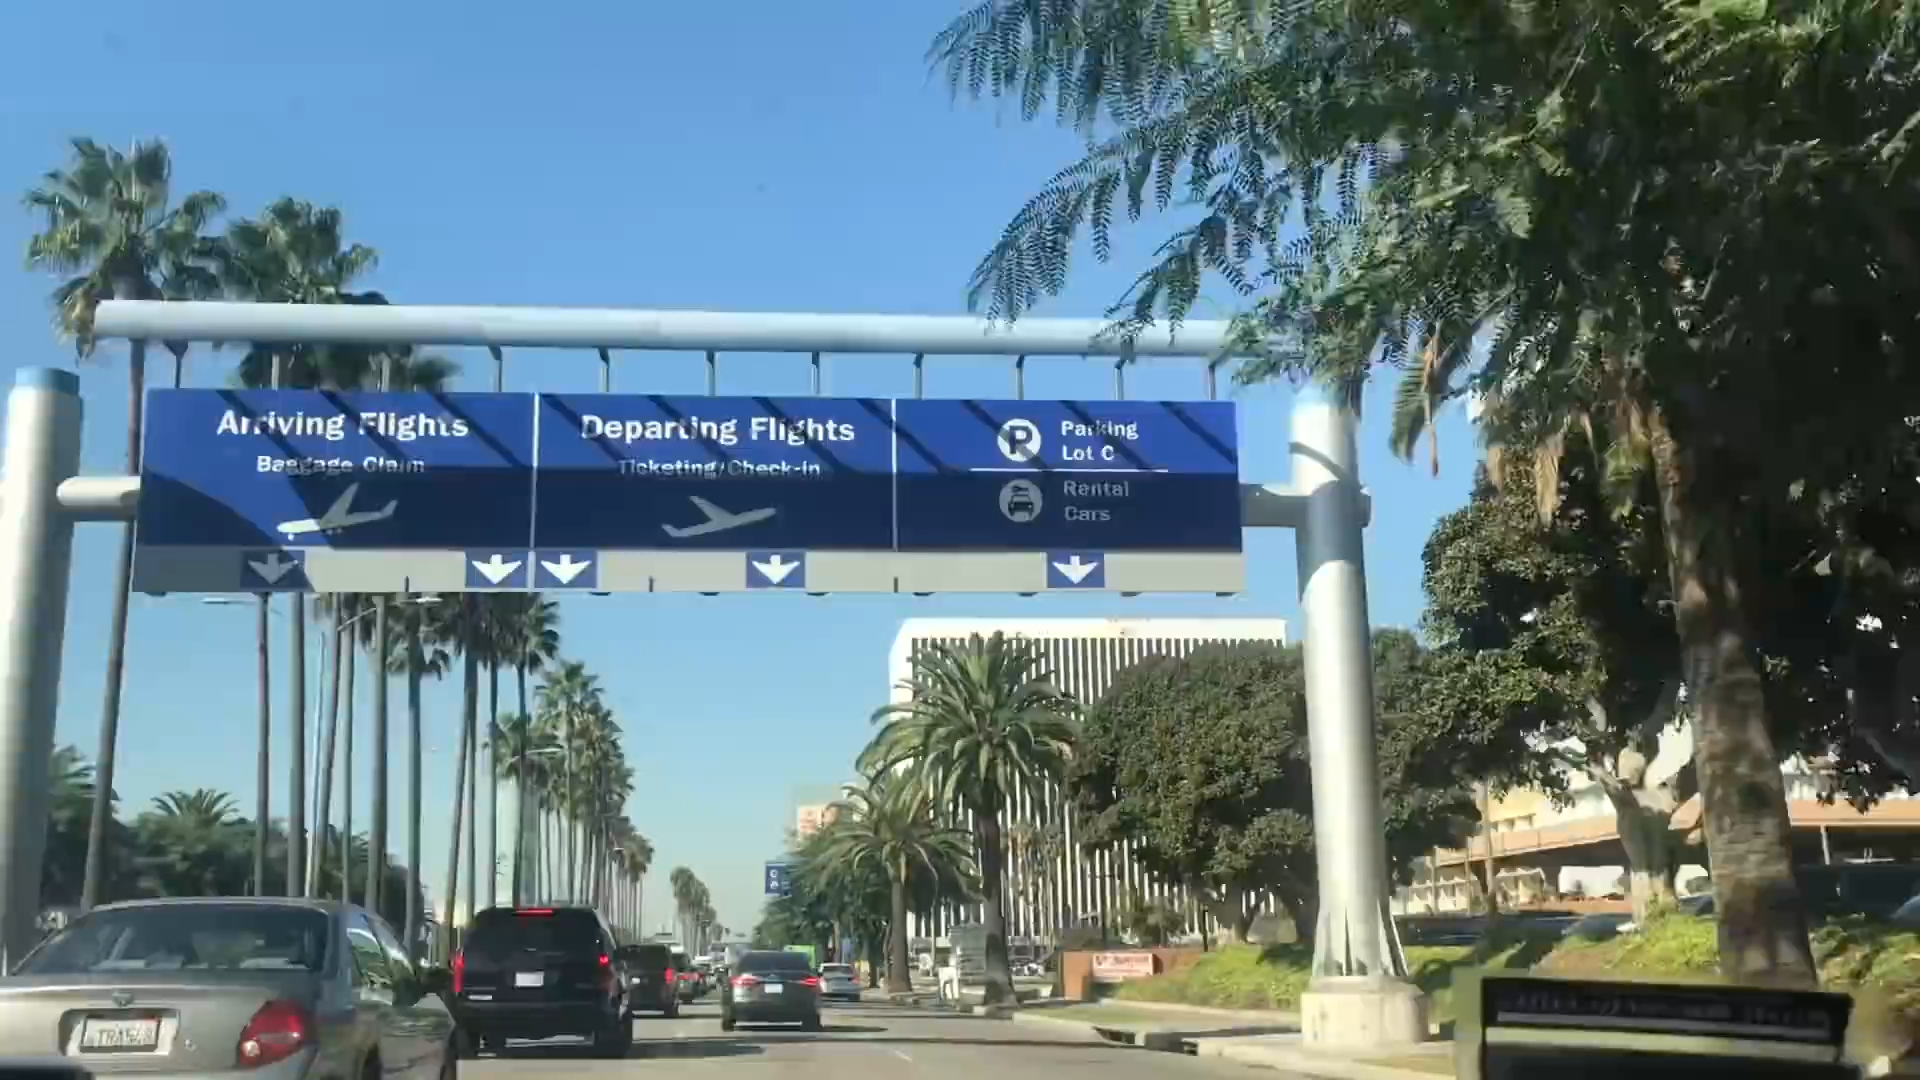 Arriving Flights
Baggage Claim
Departing Flights
Ticketing/Check-in
P
Parking
Lot C
Rental
Cars